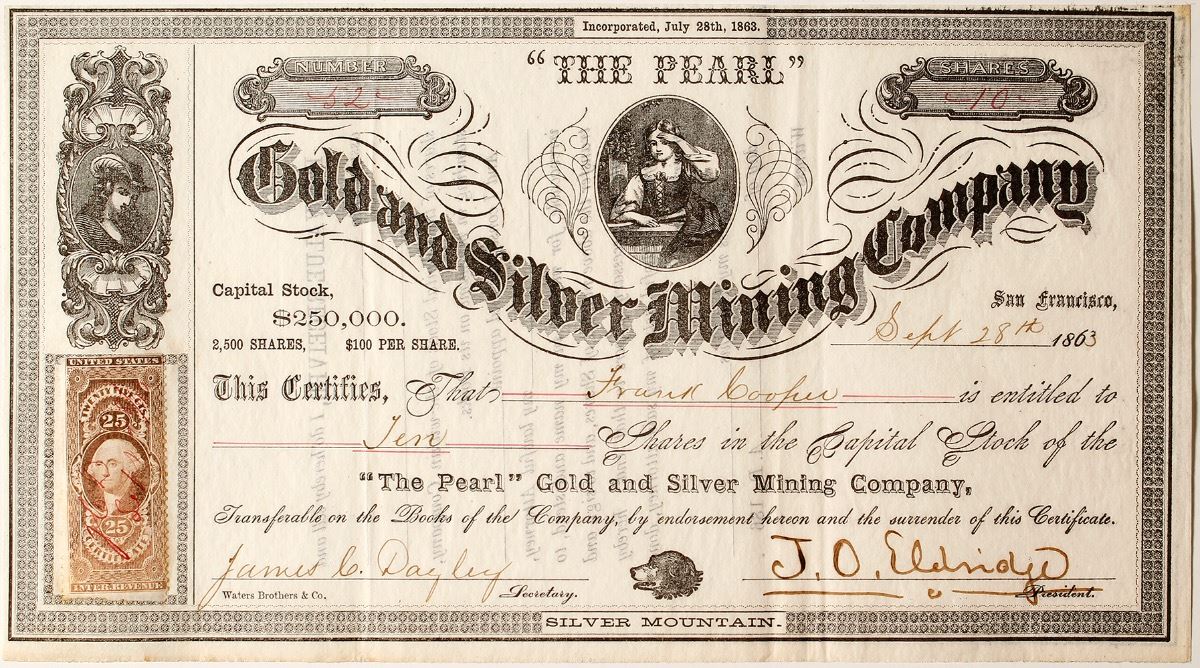 Incorporated, July 28th, 1863.
"THE PEARL"
NUMBER
52
SHARES
10
Gold and Silver Mining Company
Capital Stock,
$250,000.
2,500 SHARES, $100 PER SHARE.
San Francisco,
Sept 28th 1863
This Certifies, That Frank Cooper is entitled to
Ten Shares in the Capital Stock of the
"The Pearl" Gold and Silver Mining Company,
Transferable on the Books of the Company, by endorsement hereon and the surrender of this Certificate.
James C. Dagley
J. O. Eldridge
Waters Brothers & Co.
Secretary.
President.
SILVER MOUNTAIN.
UNITED STATES
25
25
CERTIFICATE
INTER. REVENUE